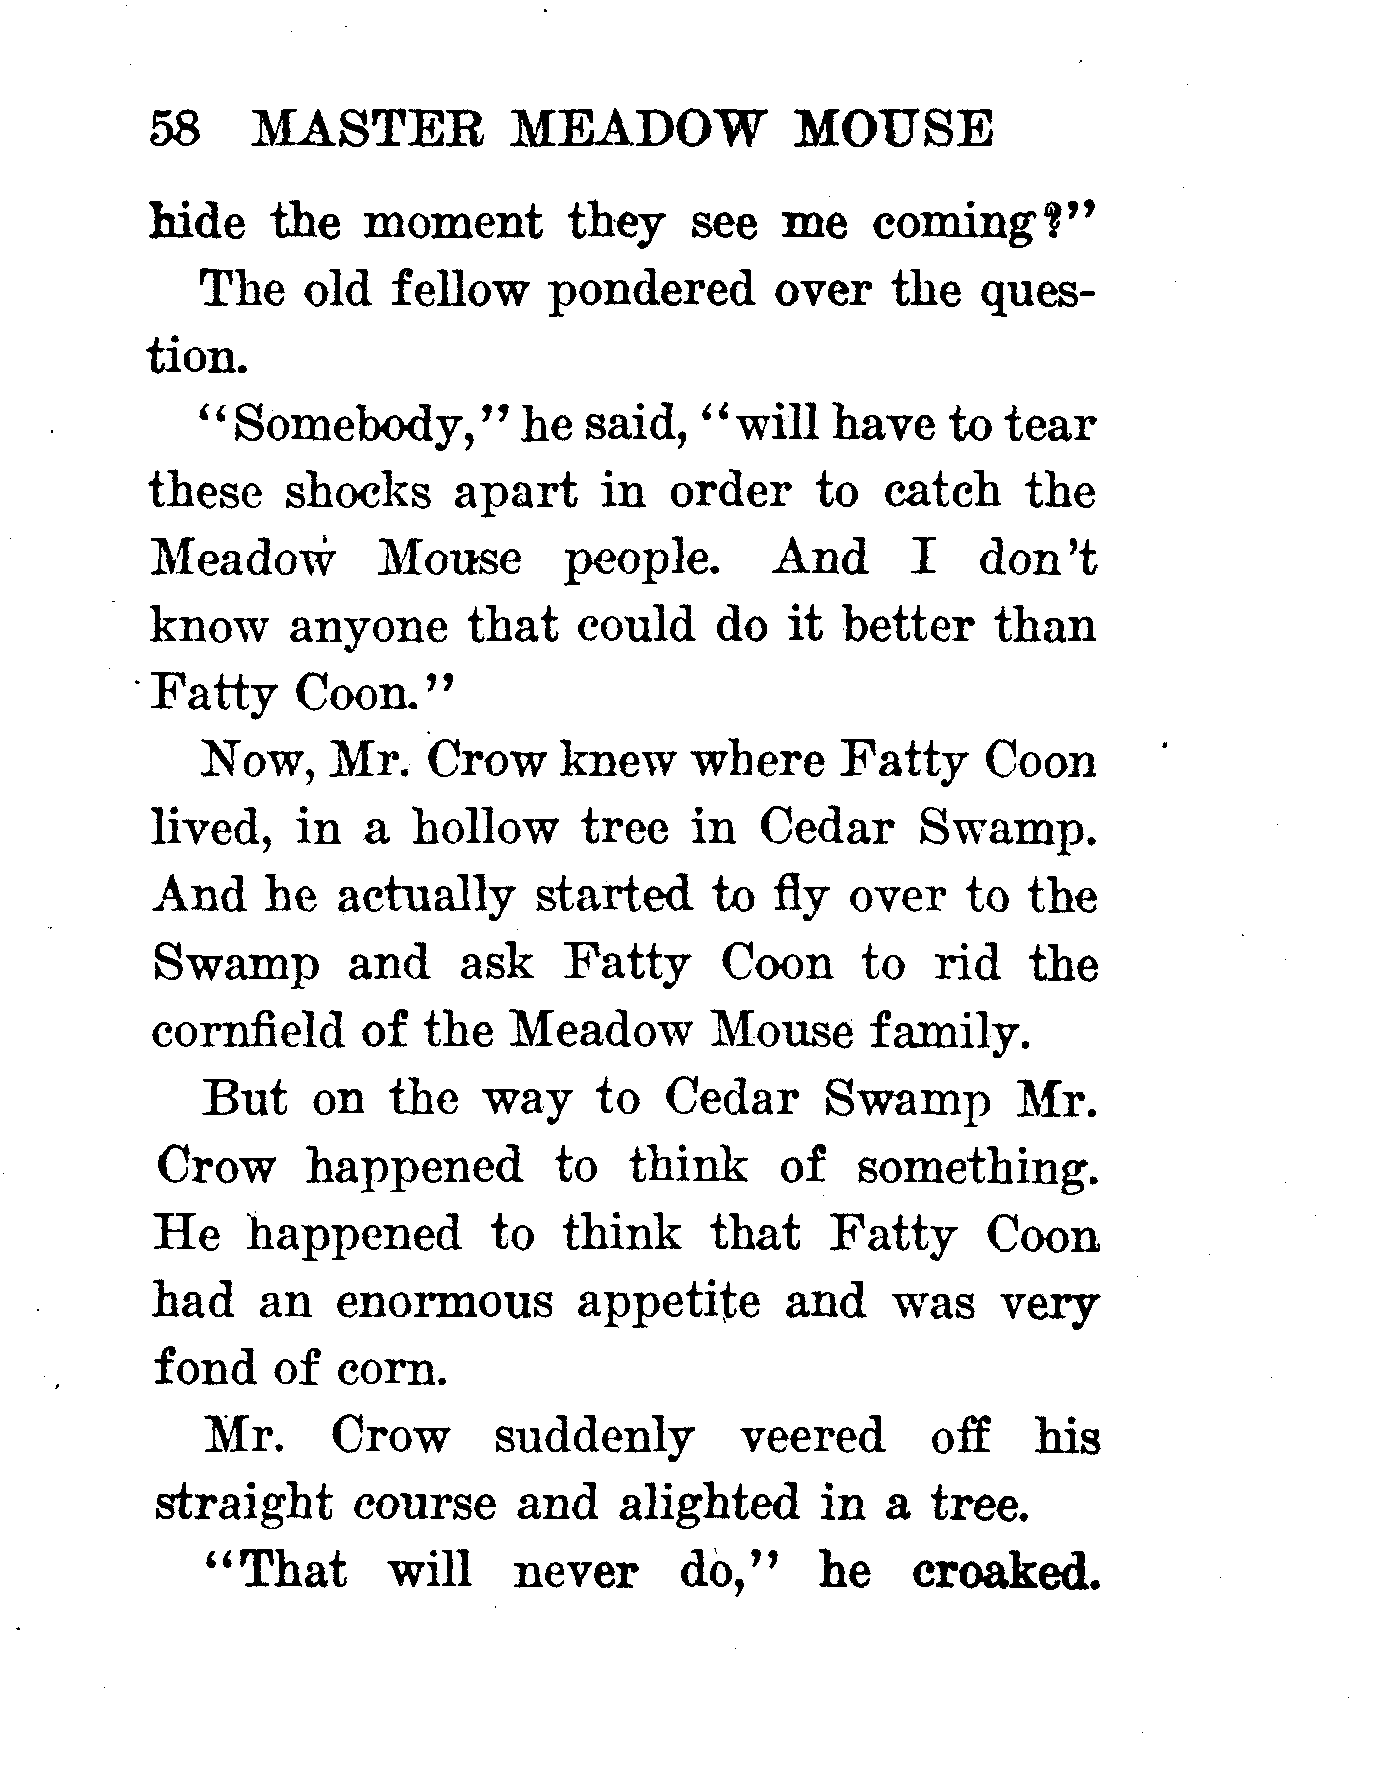 58 MASTER MEADOW MOUSE
hide the moment they see me coming?"
The old fellow pondered over the ques-
tion.
"Somebody," he said, "will have to tear
these shocks apart in order to catch the
Meadow Mouse people. And I don't
know anyone that could do it better than
Fatty Coon."
Now, Mr. Crow knew where Fatty Coon
lived, in a hollow tree in Cedar Swamp.
And he actually started to fly over to the
Swamp and ask Fatty Coon to rid the
cornfield of the Meadow Mouse family.
But on the way to Cedar Swamp Mr.
Crow happened to think of something.
He happened to think that Fatty Coon
had an enormous appetite and was very
fond of corn.
Mr. Crow suddenly veered off his
straight course and alighted in a tree.
"That will never do," he croaked.